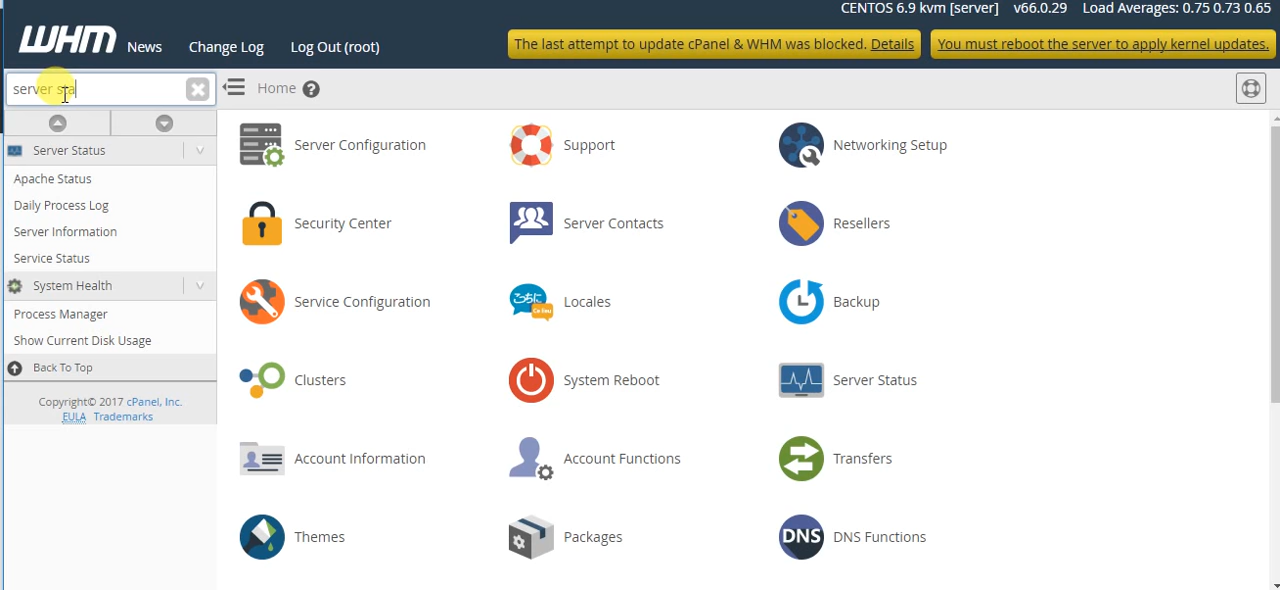 CENTOS 6.9 kvm [server] v66.0.29 Load Averages: 0.75 0.73 0.65
WHM News Change Log Log Out (root)
The last attempt to update cPanel & WHM was blocked. Details
You must reboot the server to apply kernel updates.
server sta
Home ?
Server Status
Apache Status
Daily Process Log
Server Information
Service Status
System Health
Process Manager
Show Current Disk Usage
Back To Top
Copyright© 2017 cPanel, Inc.
EULA Trademarks
Server Configuration
Support
Networking Setup
Security Center
Server Contacts
Resellers
Service Configuration
Locales
Backup
Clusters
System Reboot
Server Status
Account Information
Account Functions
Transfers
Themes
Packages
DNS DNS Functions